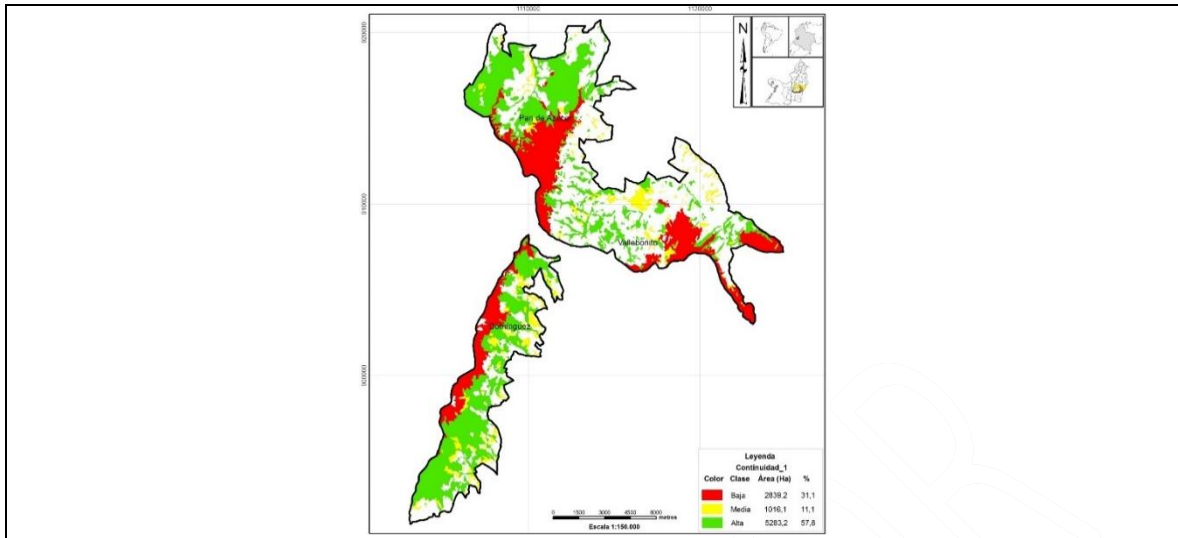 1110000
1120000
920000
N
Pan de Azúcar
910000
Vallebonito
Domínguez
900000
Leyenda
Continuidad_1
Color Clase Área (Ha) %
Baja 2839,2 31,1
Media 1016,1 11,1
Alta 5283,2 57,8
0 1500 3000 4500 6000
metros
Escala 1:150.000